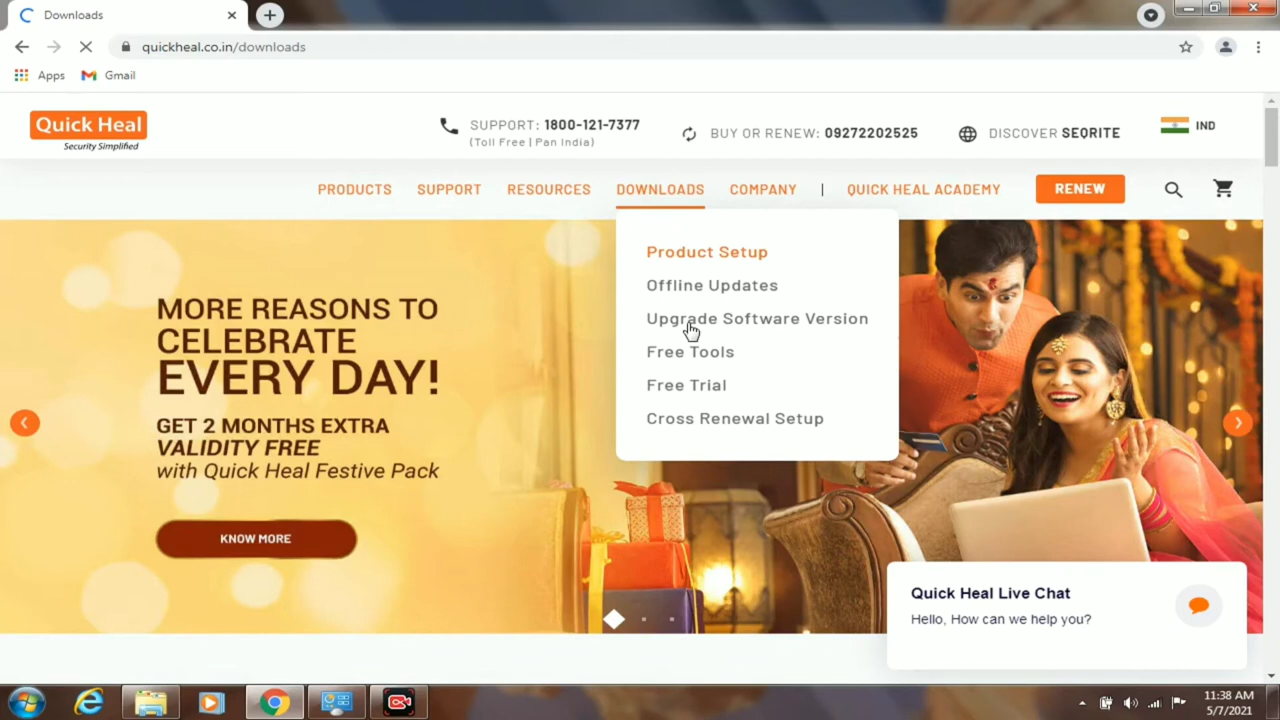 Downloads
quickheal.co.in/downloads
Apps
Gmail
Quick Heal
Security Simplified
SUPPORT: 1800-121-7377
(Toll Free | Pan India)
BUY OR RENEW: 09272202525
DISCOVER SEQRITE
IND
PRODUCTS
SUPPORT
RESOURCES
DOWNLOADS
COMPANY
|
QUICK HEAL ACADEMY
RENEW
Product Setup
Offline Updates
Upgrade Software Version
Free Tools
Free Trial
Cross Renewal Setup
MORE REASONS TO
CELEBRATE
EVERY DAY!
GET 2 MONTHS EXTRA
VALIDITY FREE
with Quick Heal Festive Pack
KNOW MORE
Quick Heal Live Chat
Hello, How can we help you?
11:38 AM
5/7/2021